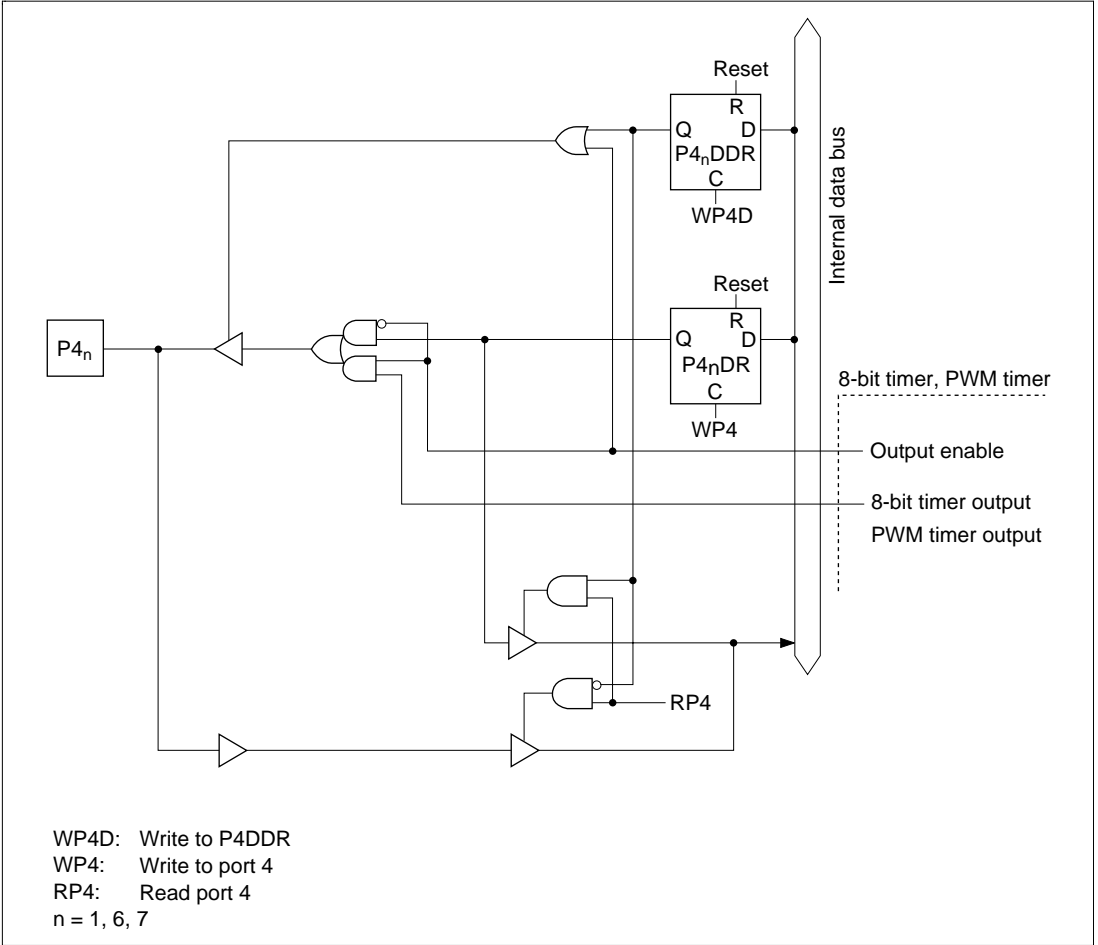 Reset
R
Q D
P4nDDR
C
WP4D
Internal data bus
Reset
R
P4n
Q D
P4nDR
C
WP4
8-bit timer, PWM timer
Output enable
8-bit timer output
PWM timer output
RP4
WP4D: Write to P4DDR
WP4: Write to port 4
RP4: Read port 4
n = 1, 6, 7